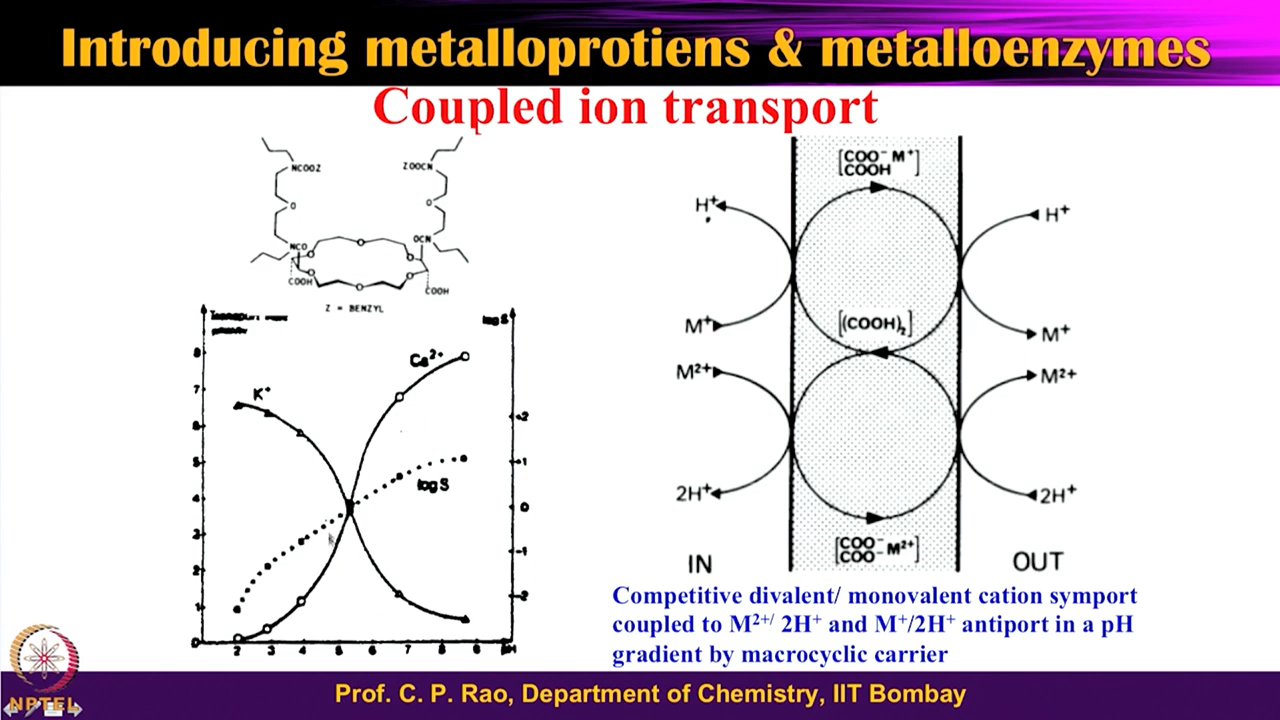 Introducing metalloprotiens & metalloenzymes
Coupled ion transport
NCOOZ
ZOOCN
O
O
NCO
OCN
O
O
O
O
O
O
COOH
COOH
Z = BENZYL
log S
8
7
6
5
4
3
2
1
0
K+
Ca2+
log S
+2
+1
0
-1
-2
2 3 4 5 6 7 8 9 pH
[COO- M+
COOH]
H+
H+
M+
M+
[(COOH)2]
M2+
M2+
2H+
2H+
[COO-
COO- M2+]
IN
OUT
Competitive divalent/ monovalent cation symport
coupled to M2+/ 2H+ and M+/2H+ antiport in a pH
gradient by macrocyclic carrier
NPTEL
Prof. C. P. Rao, Department of Chemistry, IIT Bombay